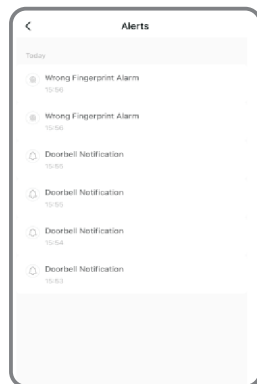 Alerts
Today
Wrong Fingerprint Alarm
15:56
Wrong Fingerprint Alarm
15:56
Doorbell Notification
15:55
Doorbell Notification
15:55
Doorbell Notification
15:54
Doorbell Notification
15:53